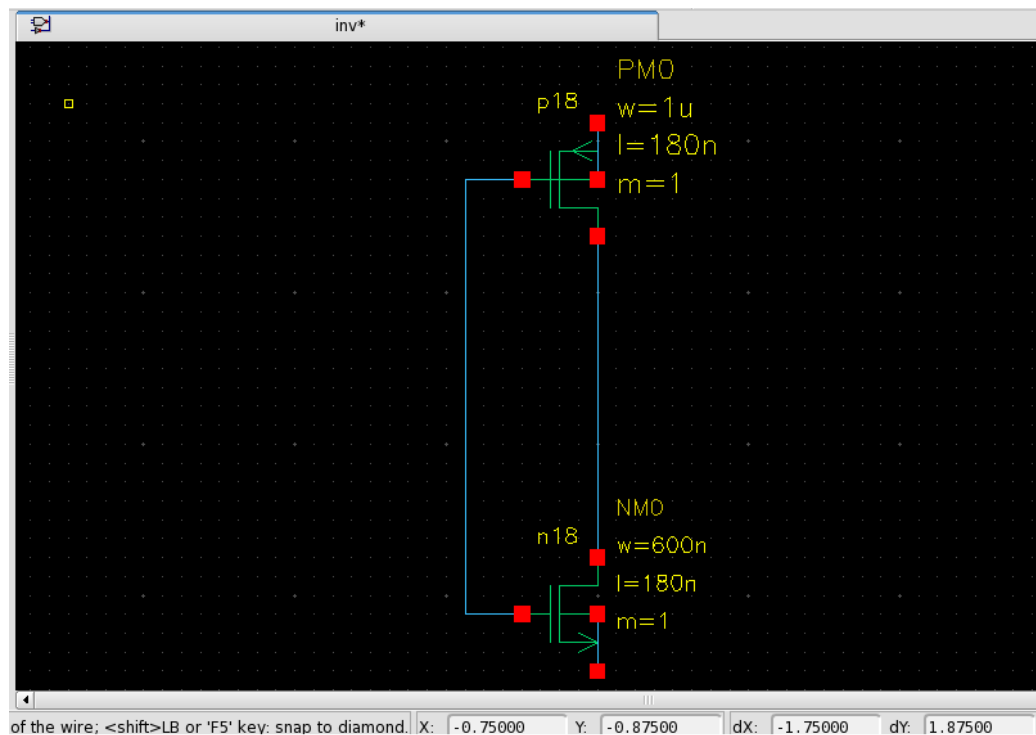 inv*
PM0
p18
w=1u
l=180n
m=1
NM0
n18
w=600n
l=180n
m=1
of the wire; <shift>LB or 'F5' key: snap to diamond. X: -0.75000 Y: -0.87500 dX: -1.75000 dY: 1.87500